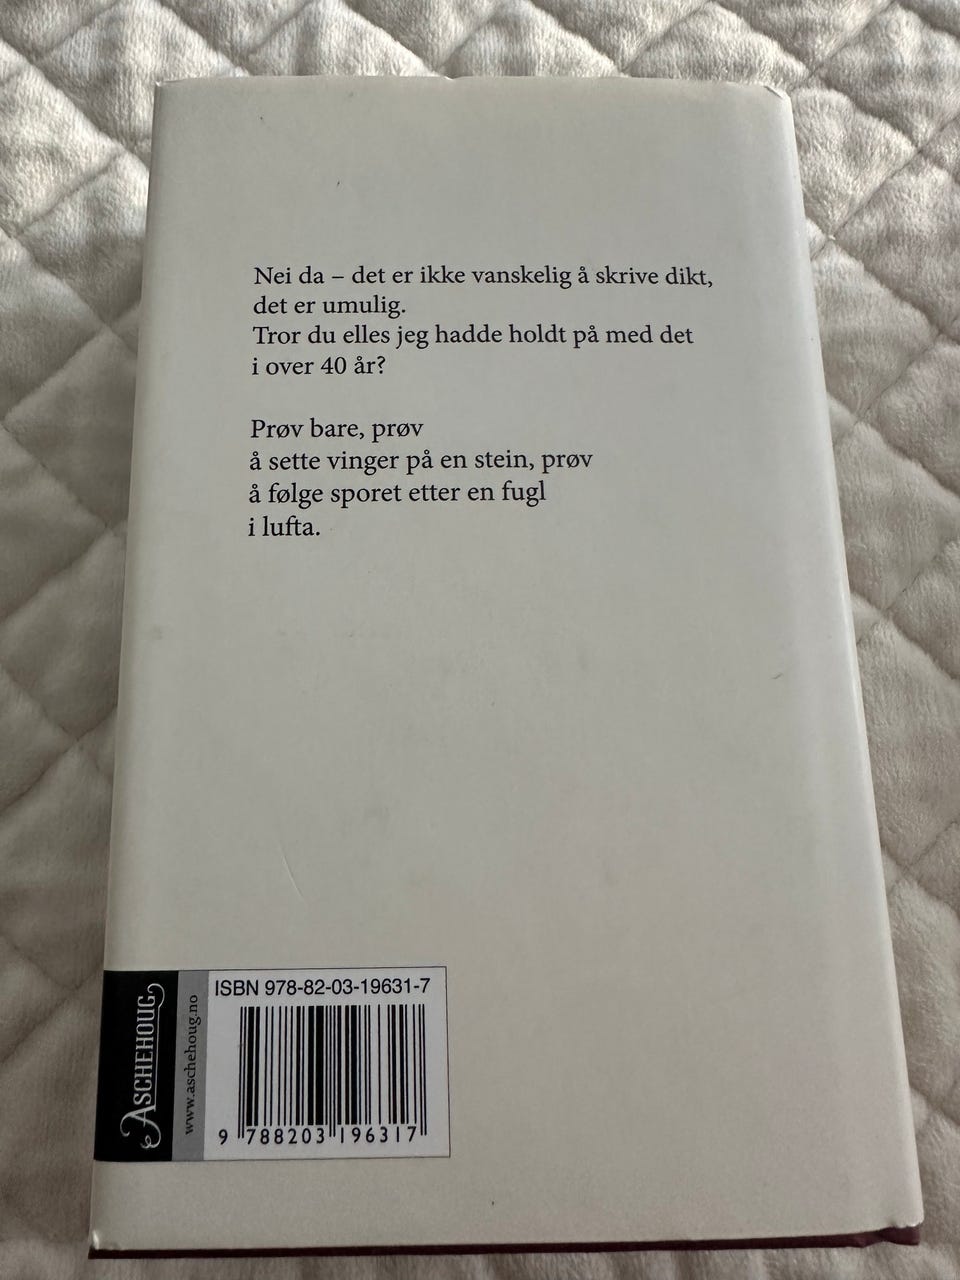 Nei da – det er ikke vanskelig å skrive dikt,
det er umulig.
Tror du elles jeg hadde holdt på med det
i over 40 år?
Prøv bare, prøv
å sette vinger på en stein, prøv
å følge sporet etter en fugl
i lufta.
ASCHEHOUG
www.aschehoug.no
ISBN 978-82-03-19631-7
9 788203 196317